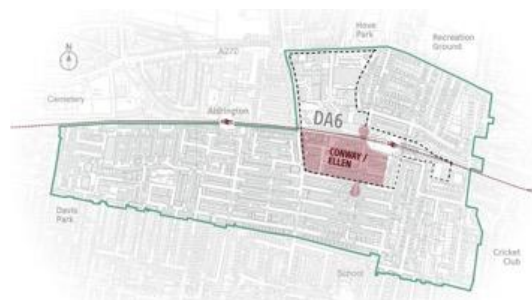 Hove
Park
Recreation
Ground
N
A270
Cemetery
Aldrington
DA6
CONWAY /
ELLEN
Davis
Park
Cricket
Club
School